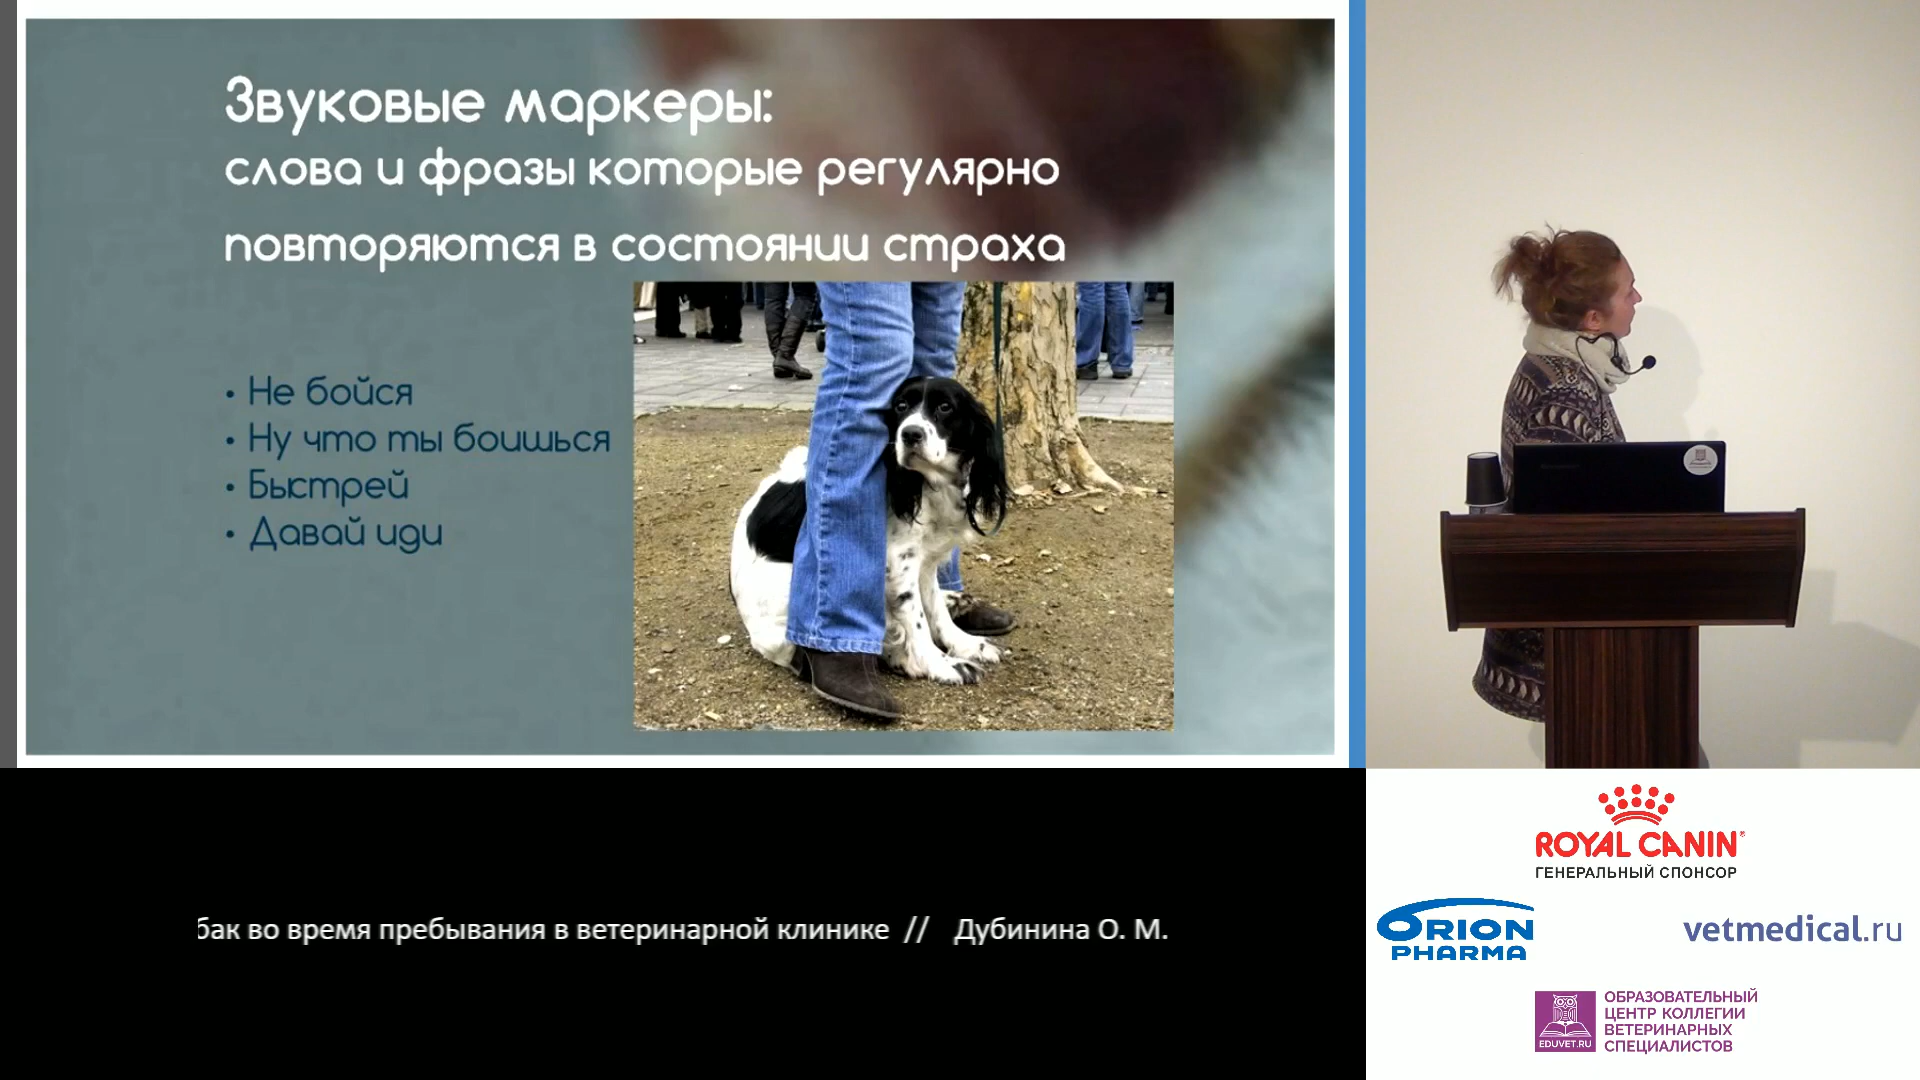 Звуковые маркеры:
слова и фразы которые регулярно
повторяются в состоянии страха
• Не бойся
• Ну что ты боишься
• Быстрей
• Давай иди
бак во время пребывания в ветеринарной клинике // Дубинина О. М.
ROYAL CANIN
ГЕНЕРАЛЬНЫЙ СПОНСОР
ORION
PHARMA
vetmedical.ru
EDUVET.RU
ОБРАЗОВАТЕЛЬНЫЙ
ЦЕНТР КОЛЛЕГИИ
ВЕТЕРИНАРНЫХ
СПЕЦИАЛИСТОВ